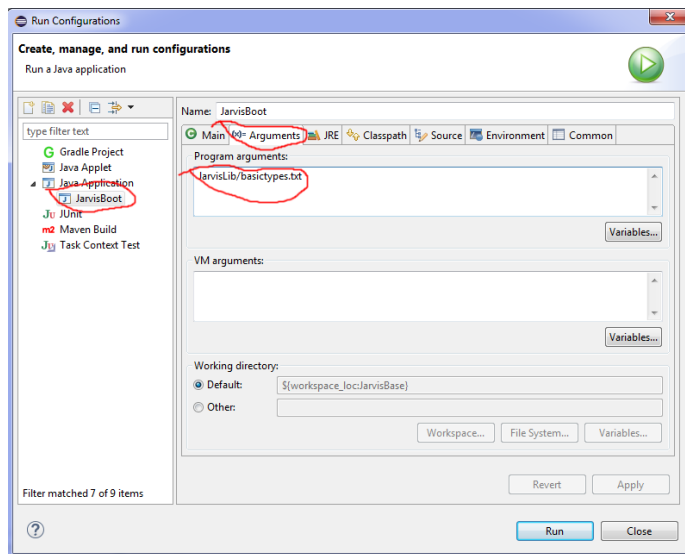 Run Configurations
Create, manage, and run configurations
Run a Java application
type filter text
Gradle Project
Java Applet
Java Application
JarvisBoot
Ju JUnit
m2 Maven Build
Task Context Test
Filter matched 7 of 9 items
Name: JarvisBoot
Main (x)= Arguments JRE Classpath Source Environment Common
Program arguments:
JarvisLib/basictypes.txt
Variables...
VM arguments:
Variables...
Working directory:
Default: ${workspace_loc:JarvisBase}
Other:
Workspace... File System... Variables...
Revert Apply
? Run Close